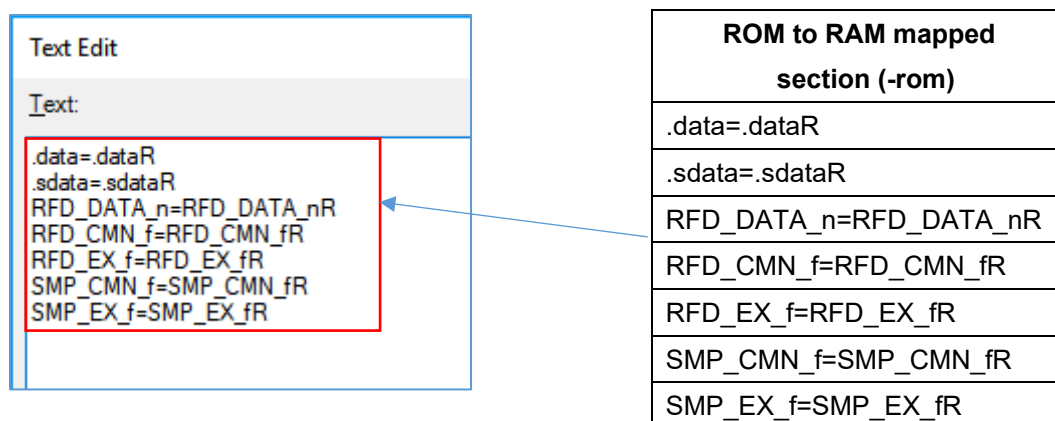 Text Edit
Text:
.data=.dataR
.sdata=.sdataR
RFD_DATA_n=RFD_DATA_nR
RFD_CMN_f=RFD_CMN_fR
RFD_EX_f=RFD_EX_fR
SMP_CMN_f=SMP_CMN_fR
SMP_EX_f=SMP_EX_fR
ROM to RAM mapped
section (-rom)
.data=.dataR
.sdata=.sdataR
RFD_DATA_n=RFD_DATA_nR
RFD_CMN_f=RFD_CMN_fR
RFD_EX_f=RFD_EX_fR
SMP_CMN_f=SMP_CMN_fR
SMP_EX_f=SMP_EX_fR